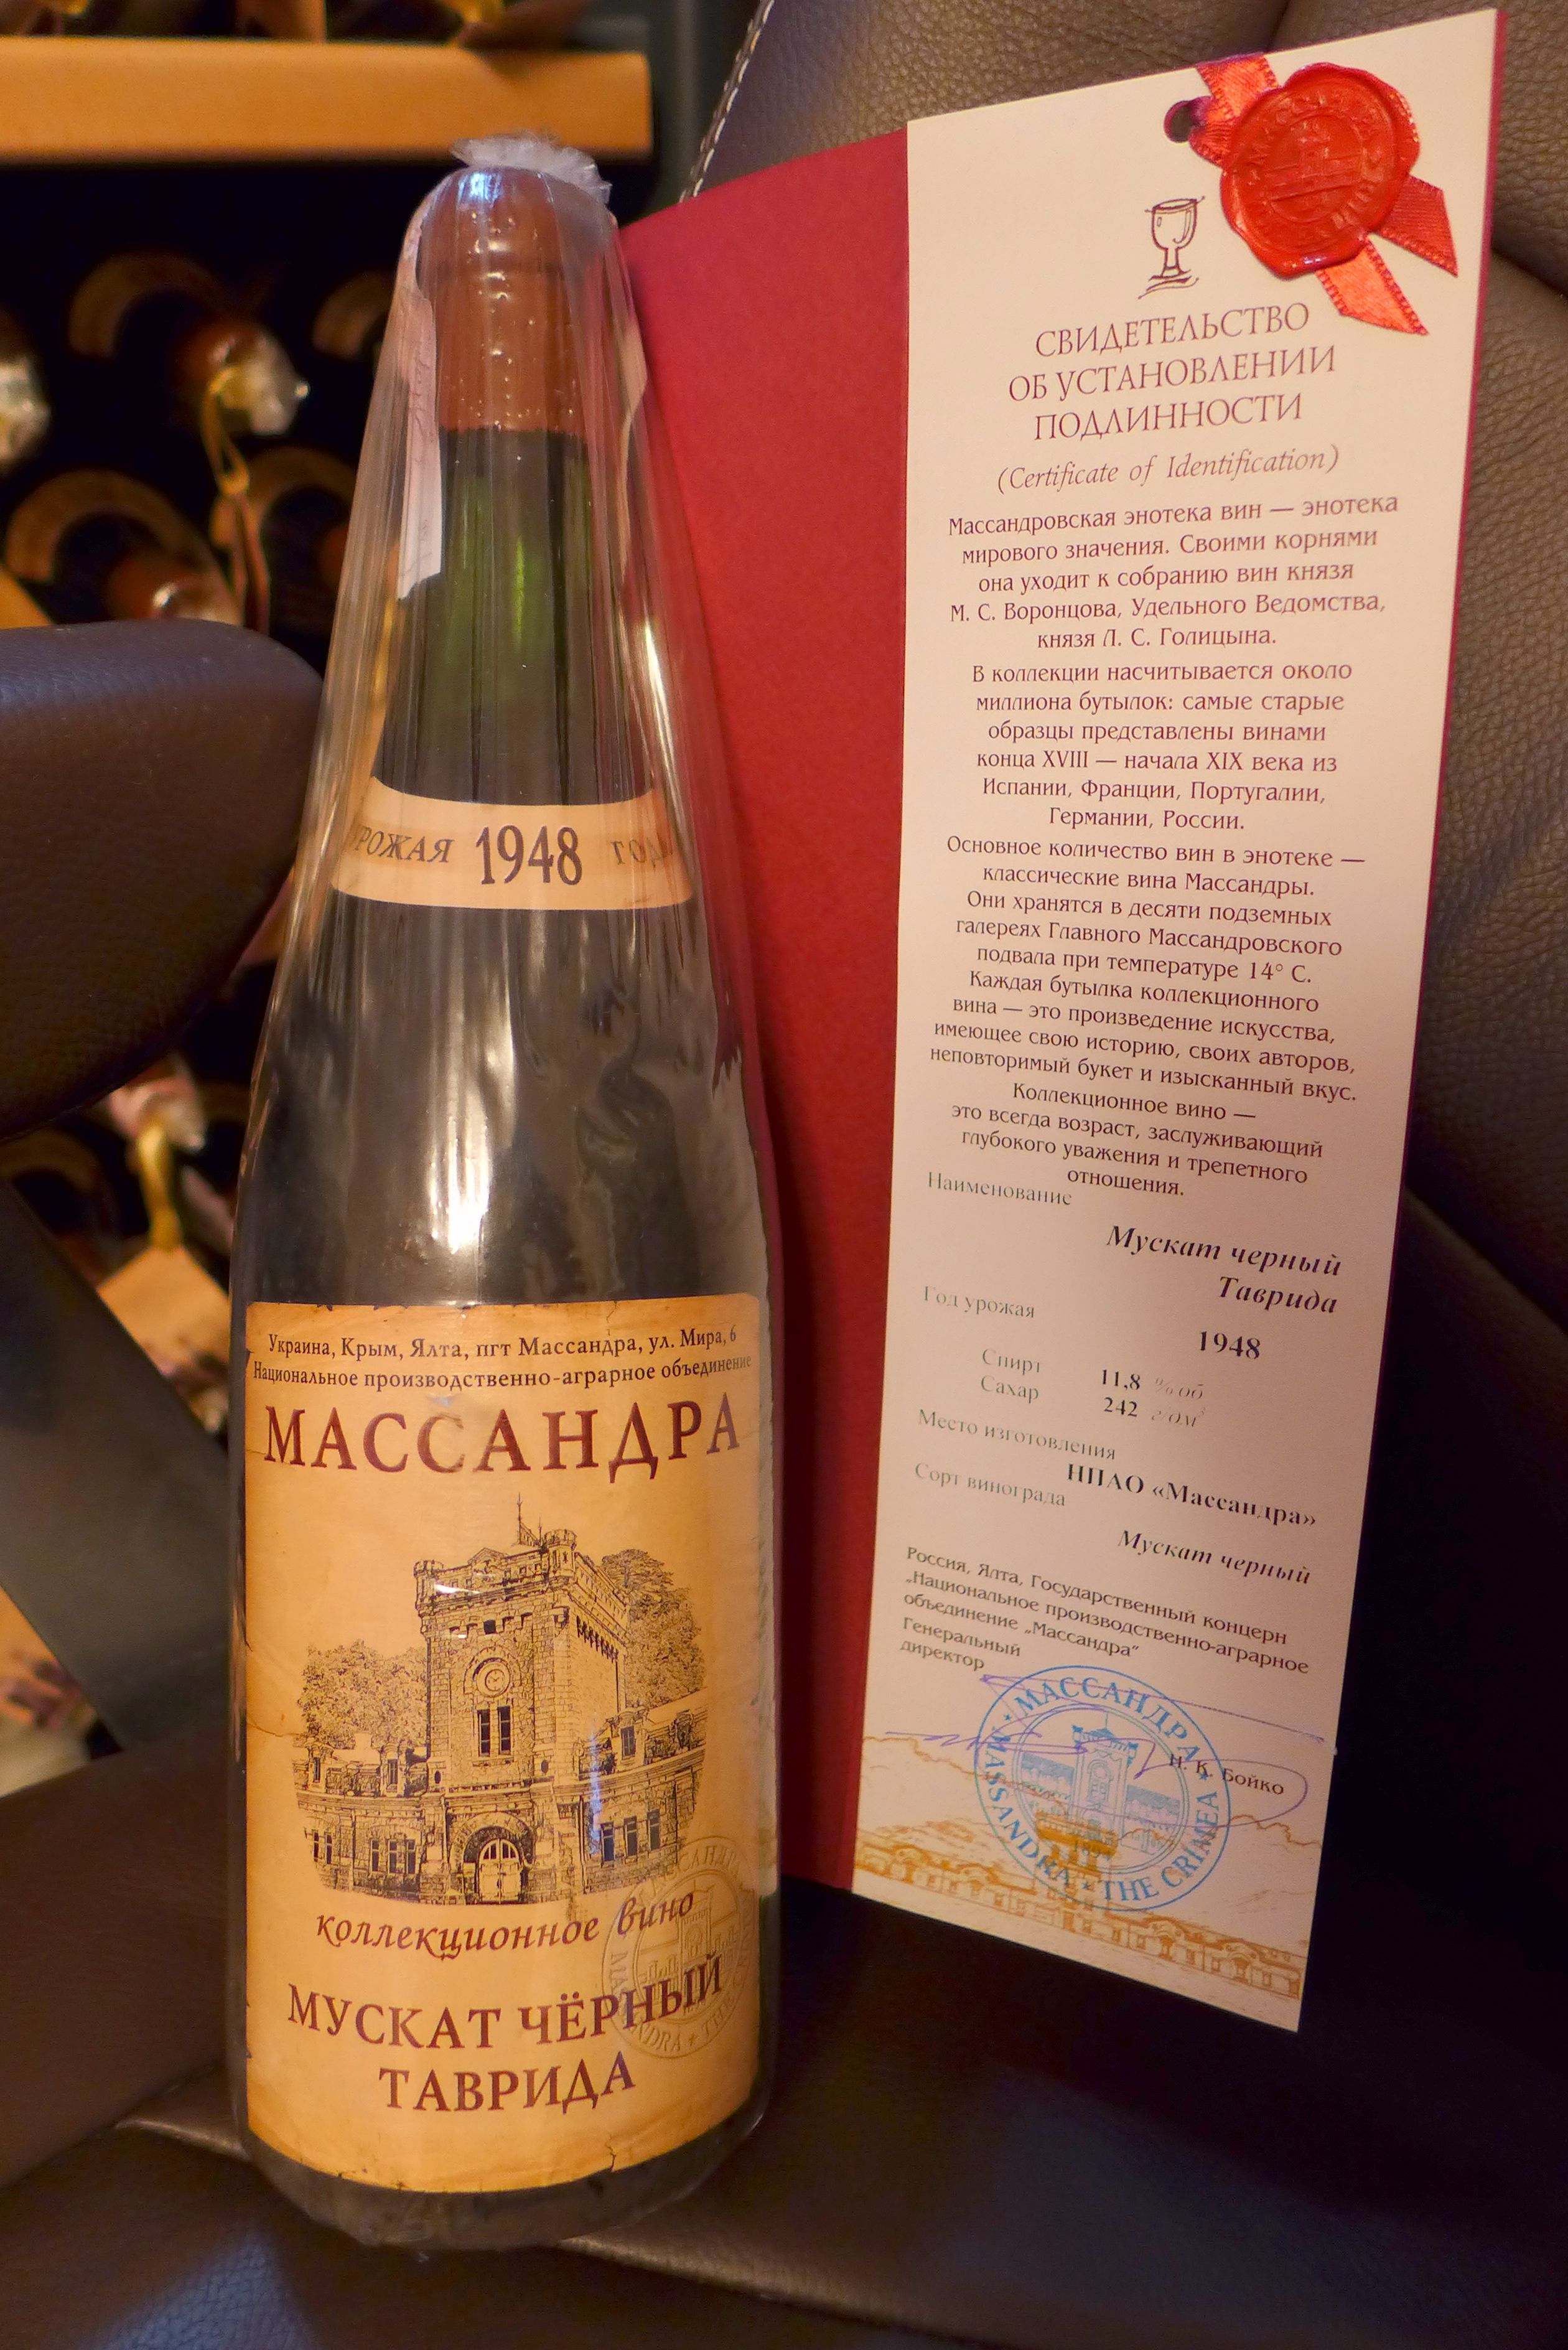 УРОЖАЯ 1948 ГОДА
Украина, Крым, Ялта, пгт Массандра, ул. Мира, 6
Национальное производственно-аграрное объединение
МАССАНДРА
коллекционное вино
МУСКАТ ЧЁРНЫЙ
ТАВРИДА
СВИДЕТЕЛЬСТВО
ОБ УСТАНОВЛЕНИИ
ПОДЛИННОСТИ
(Certificate of Identification)
Массандровская энотека вин — энотека
мирового значения. Своими корнями
она уходит к собранию вин князя
М. С. Воронцова, Удельного Ведомства,
князя Л. С. Голицына.
В коллекции насчитывается около
миллиона бутылок: самые старые
образцы представлены винами
конца XVIII — начала XIX века из
Испании, Франции, Португалии,
Германии, России.
Основное количество вин в энотеке —
классические вина Массандры.
Они хранятся в десяти подземных
галереях Главного Массандровского
подвала при температуре 14° С.
Каждая бутылка коллекционного
вина — это произведение искусства,
имеющее свою историю, своих авторов,
неповторимый букет и изысканный вкус.
Коллекционное вино —
это всегда возраст, заслуживающий
глубокого уважения и трепетного
отношения.
Наименование
Мускат черный
Таврида
Год урожая
1948
Спирт 11,8 % об
Сахар 242 г/дм³
Место изготовления
НПАО «Массандра»
Сорт винограда
Мускат черный
Россия, Ялта, Государственный концерн
„Национальное производственно-аграрное
объединение „Массандра"
Генеральный
директор
Н. К. Бойко
МАССАНДРА
MASSANDRA ★ THE CRIMEA